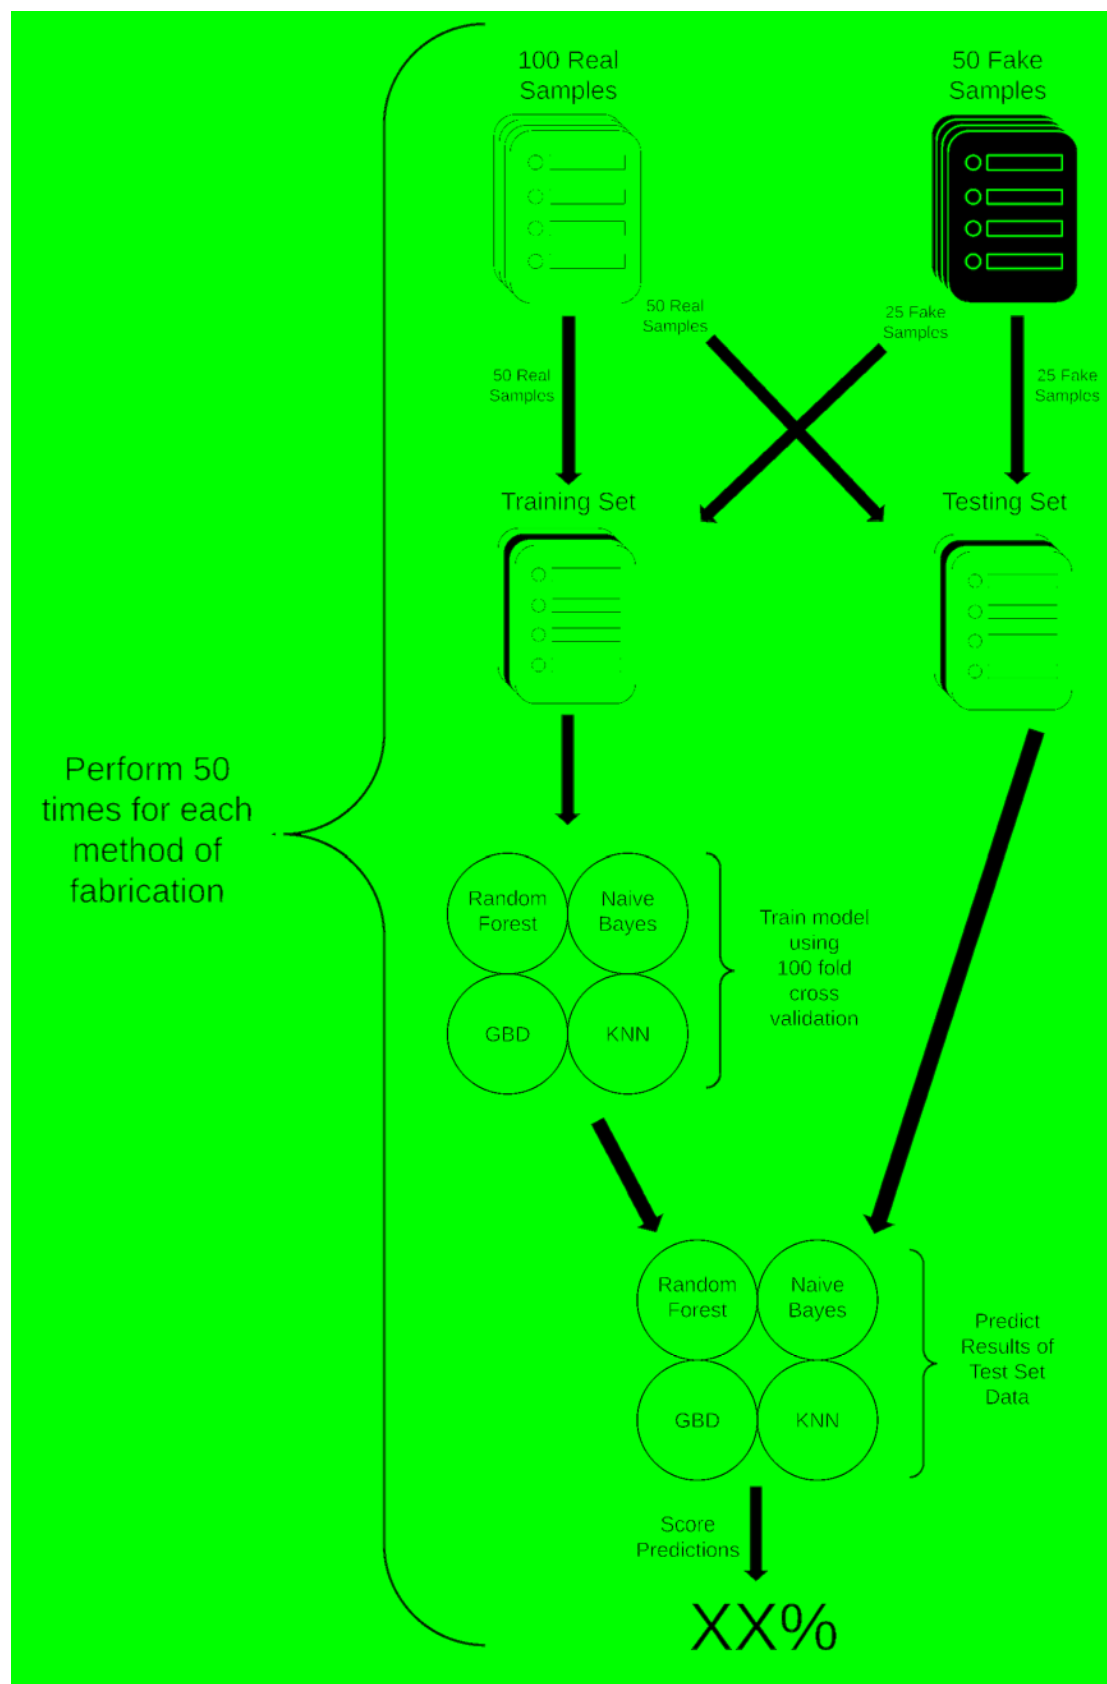 100 Real
Samples
50 Fake
Samples
50 Real
Samples
25 Fake
Samples
50 Real
Samples
25 Fake
Samples
Training Set
Testing Set
Perform 50
times for each
method of
fabrication
Random
Forest
Naive
Bayes
GBD
KNN
Train model
using
100 fold
cross
validation
Random
Forest
Naive
Bayes
GBD
KNN
Predict
Results of
Test Set
Data
Score
Predictions
XX%